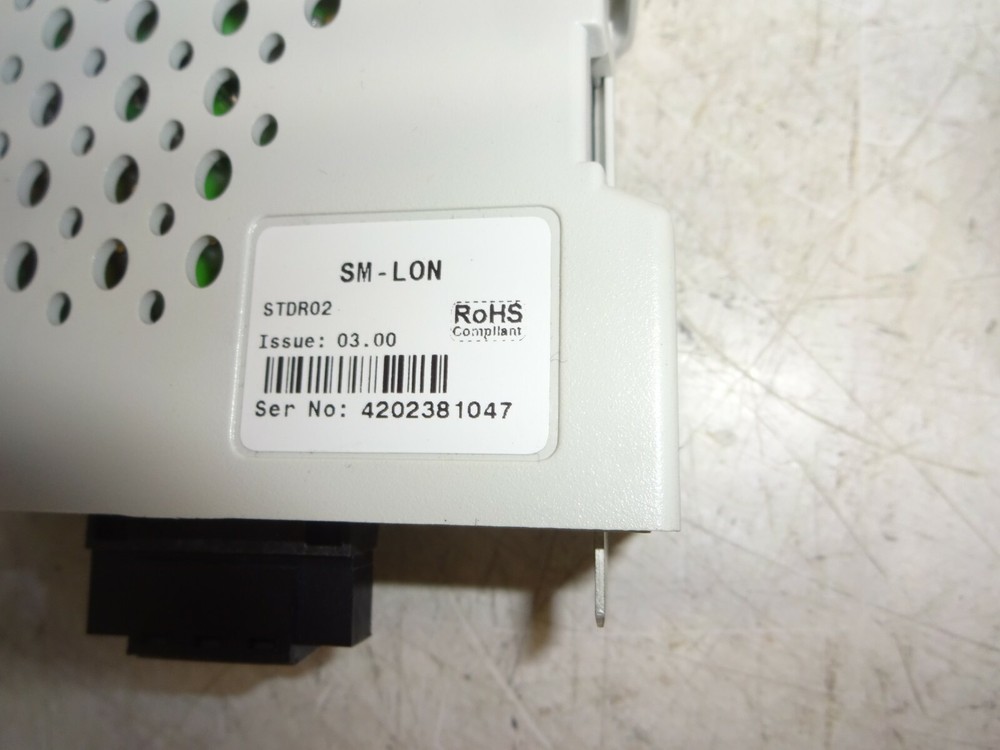 SM-LON
STDR02
RoHS
Compliant
Issue: 03.00
Ser No: 4202381047